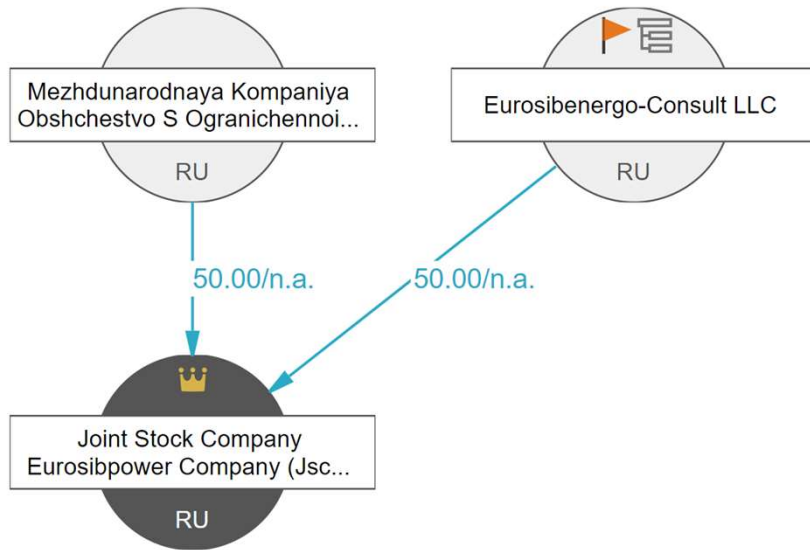 Mezhdunarodnaya Kompaniya
Obshchestvo S Ogranichennoi...
RU
Eurosibenergo-Consult LLC
RU
50.00/n.a.
50.00/n.a.
Joint Stock Company
Eurosibpower Company (Jsc...
RU